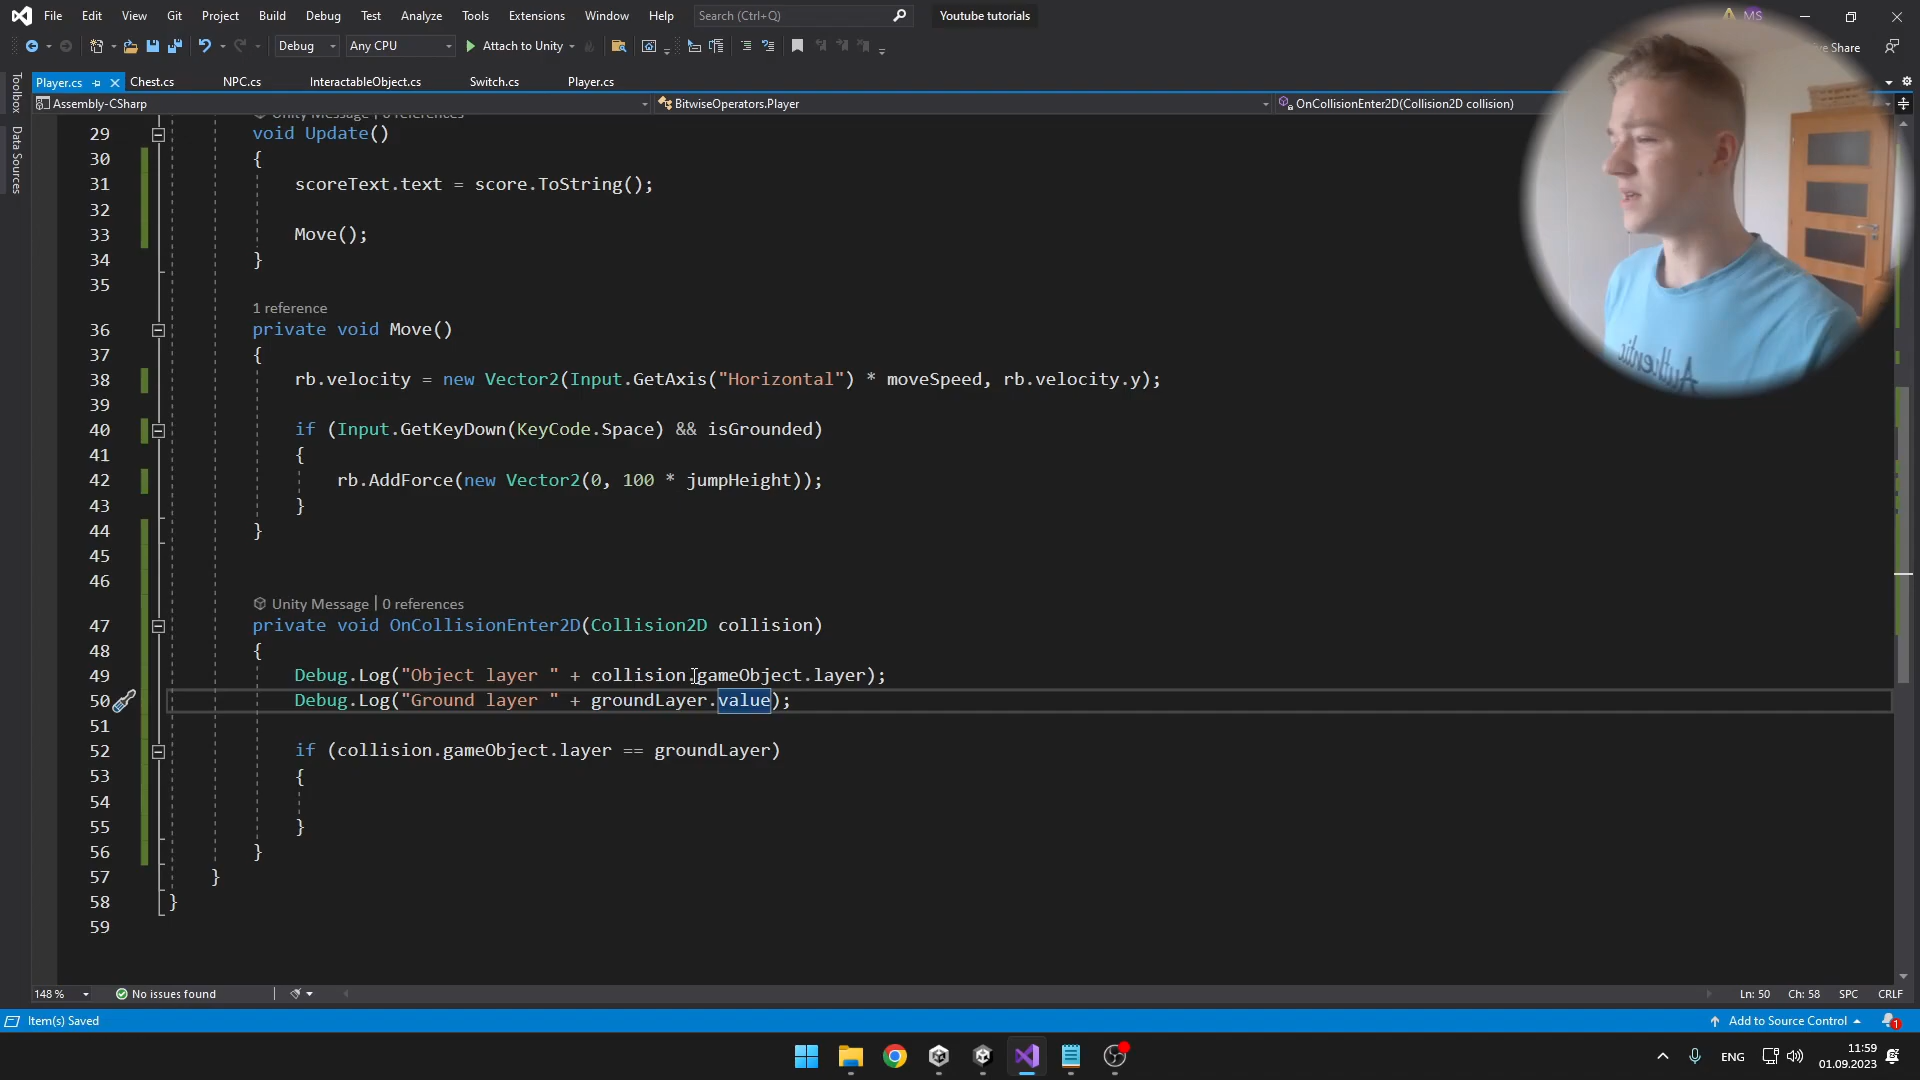 File Edit View Git Project Build Debug Test Analyze Tools Extensions Window Help Search (Ctrl+Q) Youtube tutorials MS
Debug Any CPU Attach to Unity Share
Player.cs Chest.cs NPC.cs InteractableObject.cs Switch.cs Player.cs
Assembly-CSharp BitwiseOperators.Player OnCollisionEnter2D(Collision2D collision)
Toolbox
Data Sources
29 void Update()
30 {
31 scoreText.text = score.ToString();
32
33 Move();
34 }
35
1 reference
36 private void Move()
37 {
38 rb.velocity = new Vector2(Input.GetAxis("Horizontal") * moveSpeed, rb.velocity.y);
39
40 if (Input.GetKeyDown(KeyCode.Space) && isGrounded)
41 {
42 rb.AddForce(new Vector2(0, 100 * jumpHeight));
43 }
44 }
45
46
Unity Message | 0 references
47 private void OnCollisionEnter2D(Collision2D collision)
48 {
49 Debug.Log("Object layer " + collision.gameObject.layer);
50 Debug.Log("Ground layer " + groundLayer.value);
51
52 if (collision.gameObject.layer == groundLayer)
53 {
54
55 }
56 }
57 }
58 }
59
Authentic
148 % No issues found Ln: 50 Ch: 58 SPC CRLF
Item(s) Saved Add to Source Control 1
ENG 11:59
01.09.2023